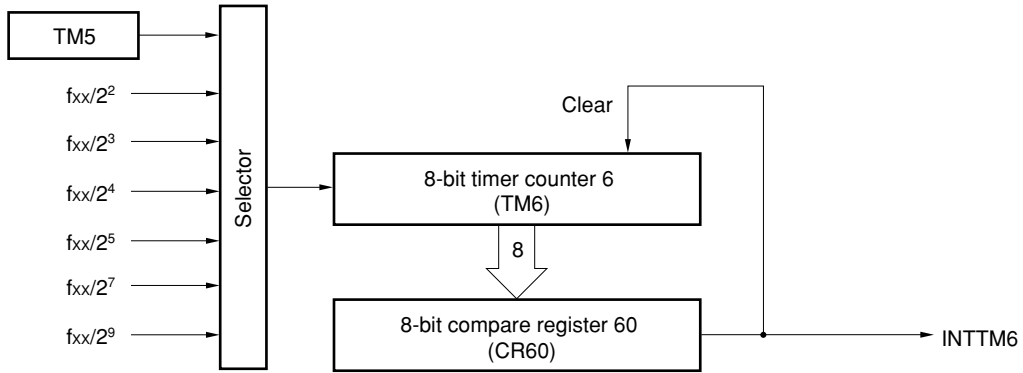 TM5
fxx/2²
fxx/2³
fxx/2⁴
fxx/2⁵
fxx/2⁷
fxx/2⁹
Selector
Clear
8-bit timer counter 6
(TM6)
8
8-bit compare register 60
(CR60)
INTTM6